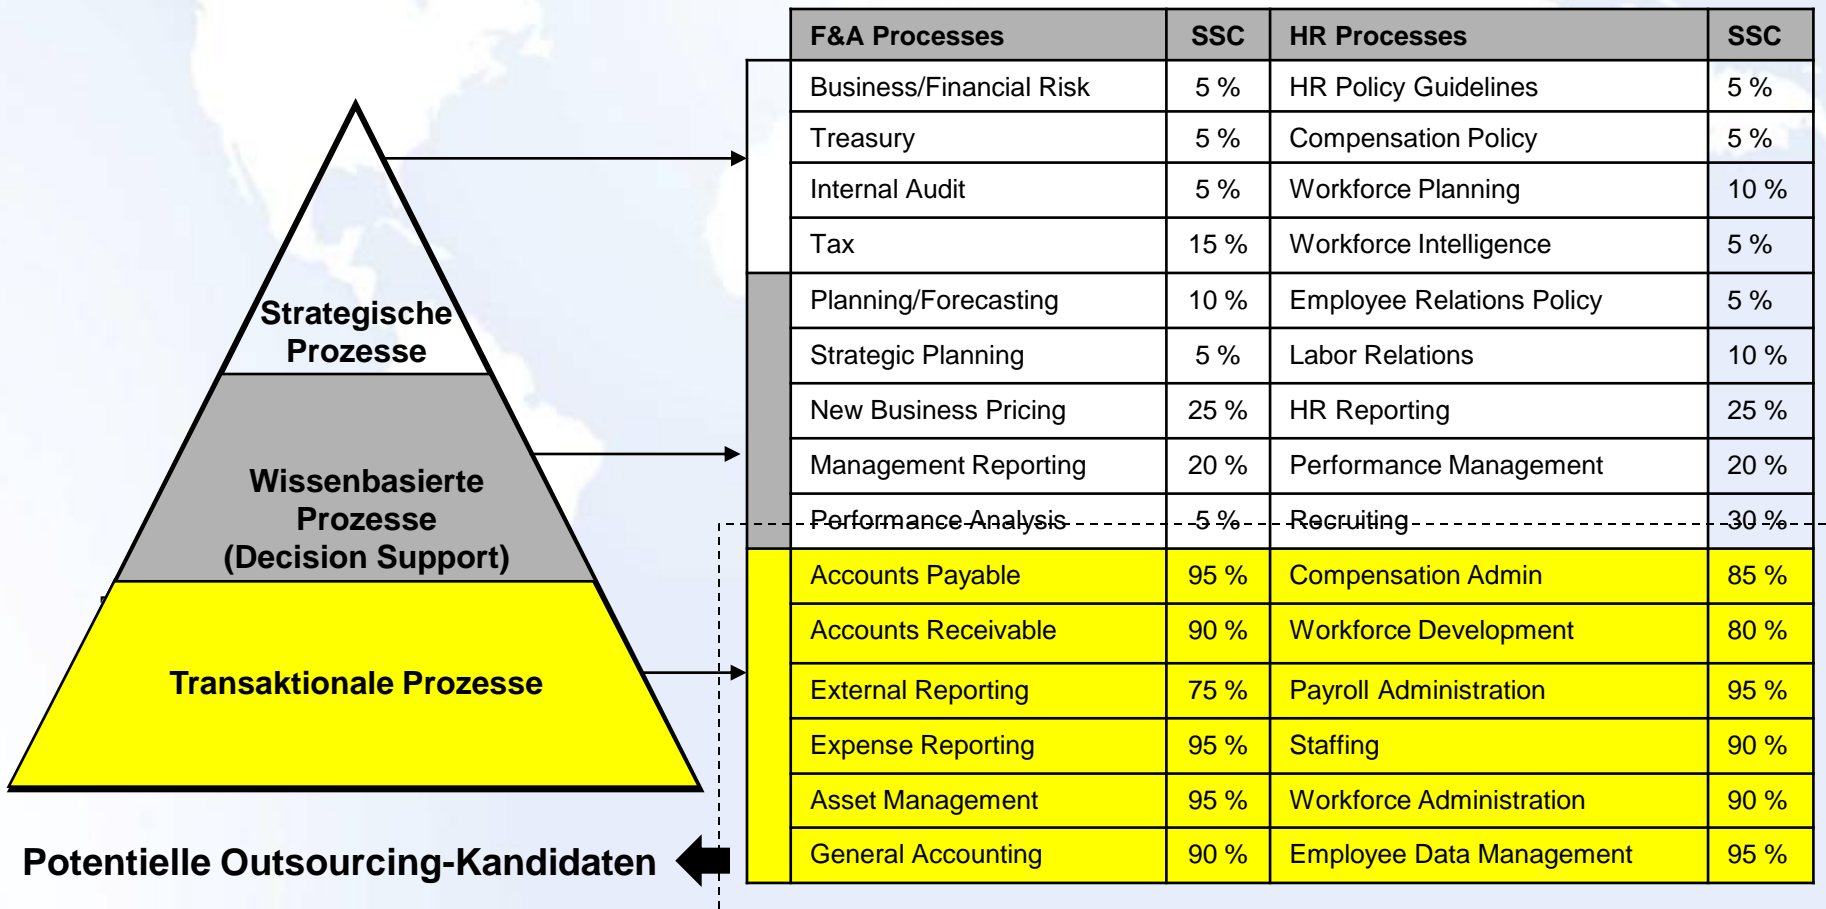 F&A Processes SSC HR Processes SSC
Business/Financial Risk 5 % HR Policy Guidelines 5 %
Treasury 5 % Compensation Policy 5 %
Internal Audit 5 % Workforce Planning 10 %
Tax 15 % Workforce Intelligence 5 %
Planning/Forecasting 10 % Employee Relations Policy 5 %
Strategic Planning 5 % Labor Relations 10 %
New Business Pricing 25 % HR Reporting 25 %
Management Reporting 20 % Performance Management 20 %
Performance Analysis 5 % Recruiting 30 %
Accounts Payable 95 % Compensation Admin 85 %
Accounts Receivable 90 % Workforce Development 80 %
External Reporting 75 % Payroll Administration 95 %
Expense Reporting 95 % Staffing 90 %
Asset Management 95 % Workforce Administration 90 %
General Accounting 90 % Employee Data Management 95 %
Strategische
Prozesse
Wissenbasierte
Prozesse
(Decision Support)
Transaktionale Prozesse
Potentielle Outsourcing-Kandidaten